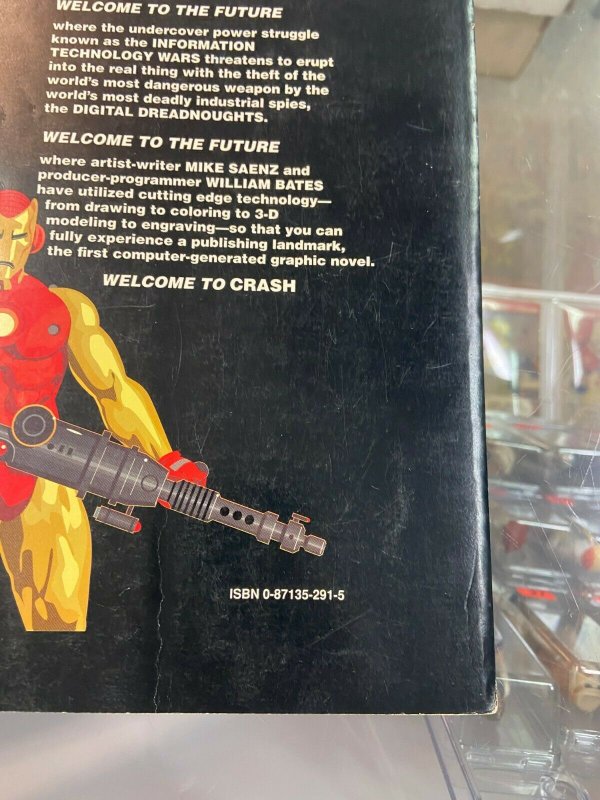 WELCOME TO THE FUTURE
where the undercover power struggle
known as the INFORMATION
TECHNOLOGY WARS threatens to erupt
into the real thing with the theft of the
world's most dangerous weapon by the
world's most deadly industrial spies,
the DIGITAL DREADNOUGHTS.
WELCOME TO THE FUTURE
where artist-writer MIKE SAENZ and
producer-programmer WILLIAM BATES
have utilized cutting edge technology—
from drawing to coloring to 3-D
modeling to engraving—so that you can
fully experience a publishing landmark,
the first computer-generated graphic novel.
WELCOME TO CRASH
ISBN 0-87135-291-5